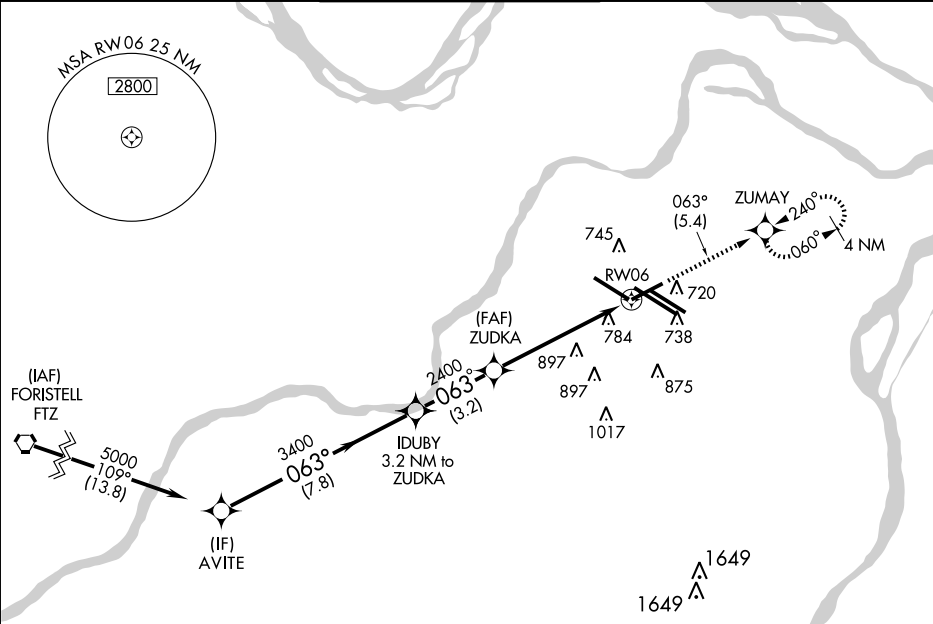 MSA RW06 25 NM
2800
ZUMAY
063°
(5.4)
240°
060°
4 NM
745
RW06
720
(FAF)
ZUDKA
784
738
897
897
875
1017
2400
063°
(3.2)
IDUBY
3.2 NM to
ZUDKA
(IAF)
FORISTELL
FTZ
5000
109°
(13.8)
3400
063°
(7.8)
(IF)
AVITE
1649
1649